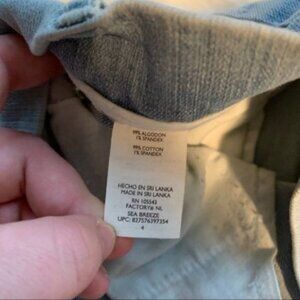 99% ALGODON
1% SPANDEX
99% COTTON
1% SPANDEX
HECHO EN SRI LANKA
MADE IN SRI LANKA
RN 105543
FACTORY# NL
SEA BREEZE
UPC: 827576397354
4